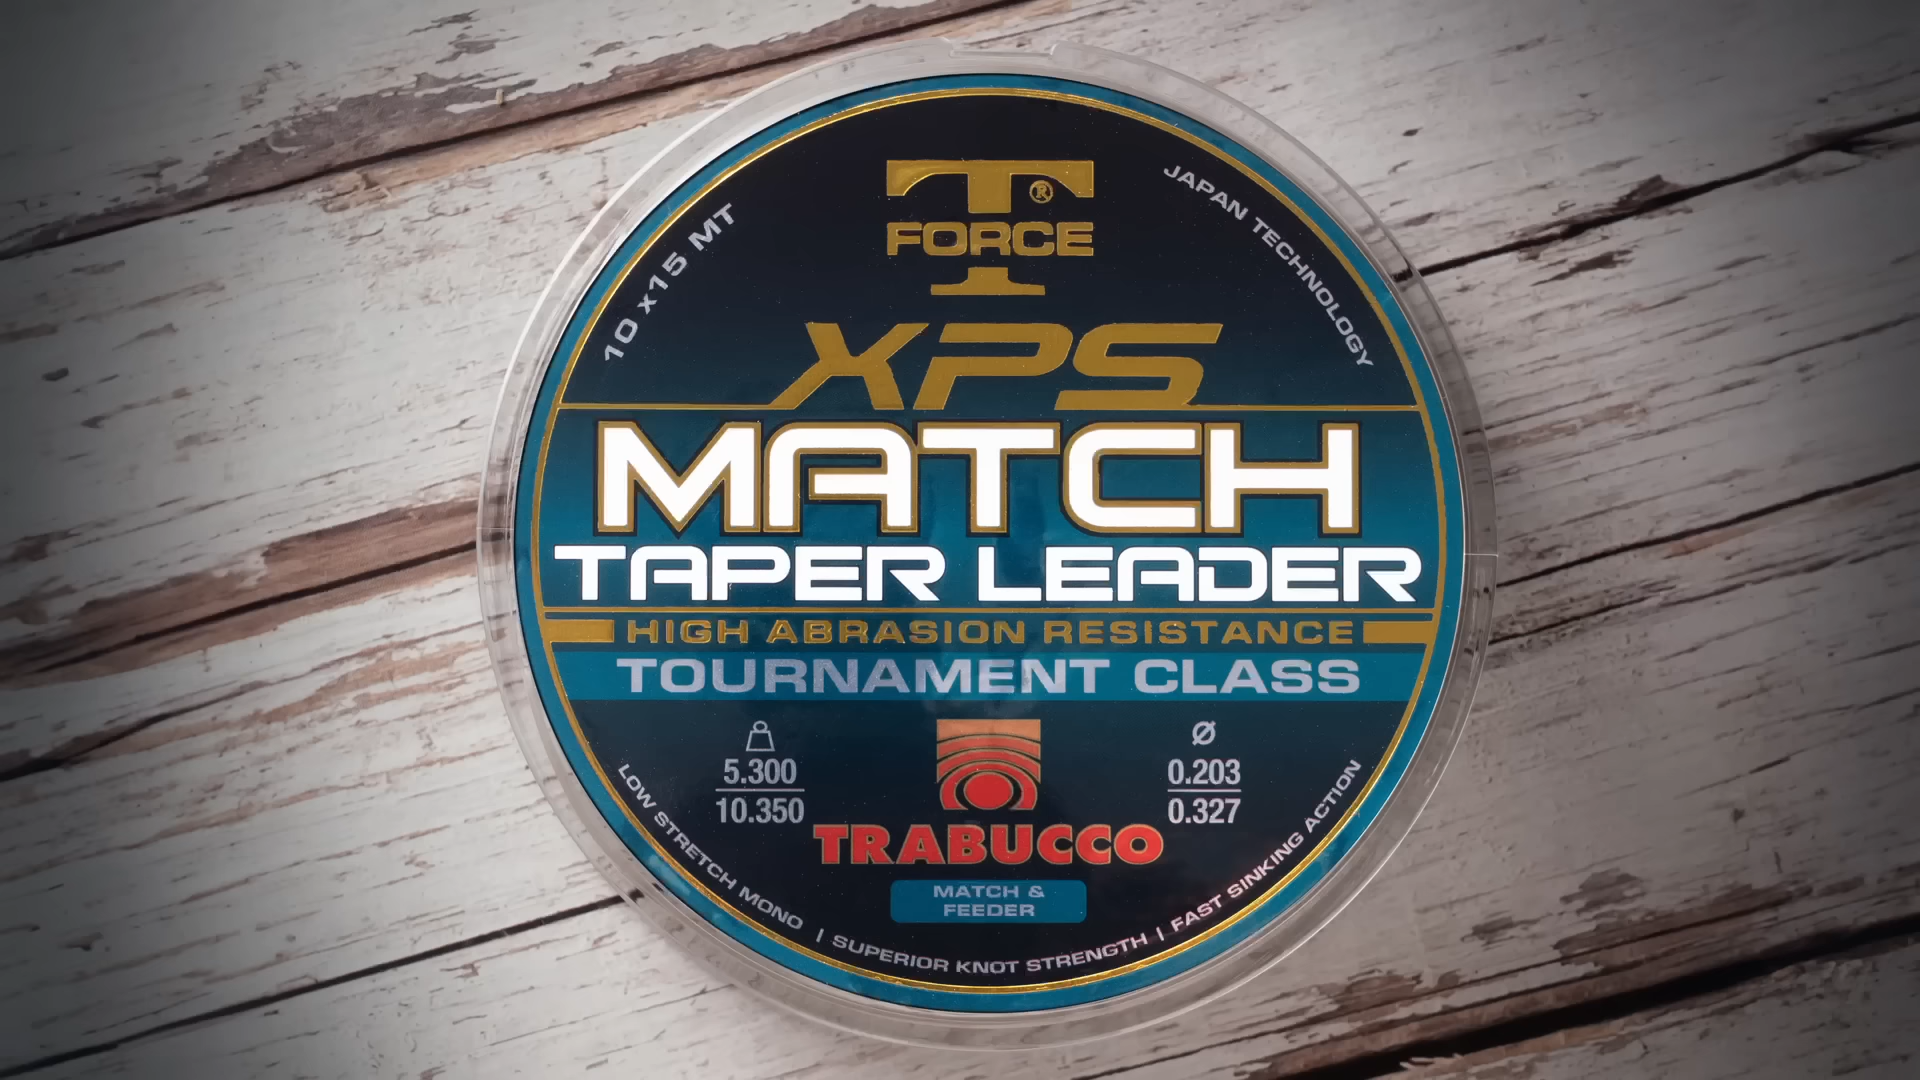 T®
FORCE
10 x15 MT
JAPAN TECHNOLOGY
XPS
MATCH
TAPER LEADER
HIGH ABRASION RESISTANCE
TOURNAMENT CLASS
5.300
10.350
Ø
0.203
0.327
TRABUCCO
MATCH &
FEEDER
LOW STRETCH MONO | SUPERIOR KNOT STRENGTH | FAST SINKING ACTION